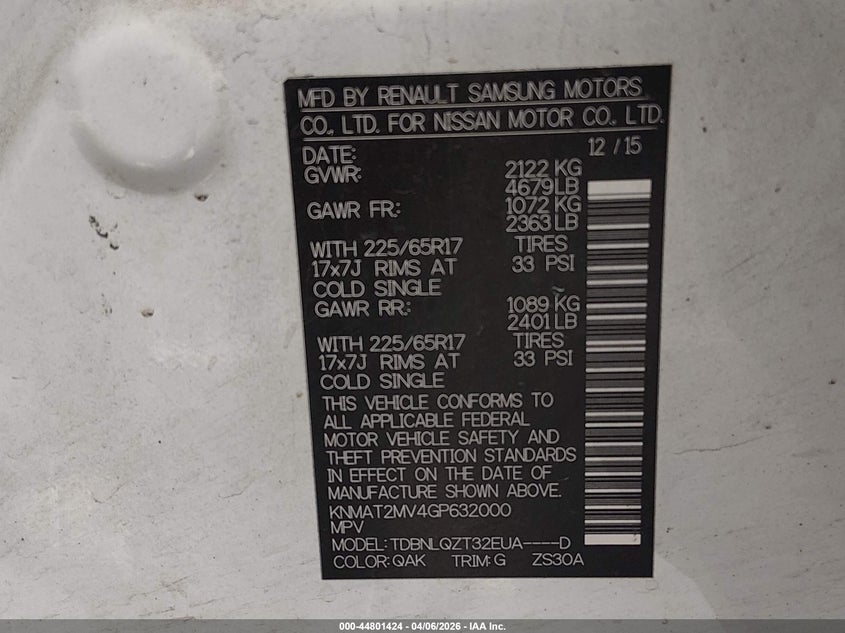 MFD BY RENAULT SAMSUNG MOTORS
CO., LTD. FOR NISSAN MOTOR CO., LTD.
DATE: 12 / 15
GVWR: 2122 KG
4679 LB
GAWR FR: 1072 KG
2363 LB
WITH 225/65R17 TIRES
17x7J RIMS AT 33 PSI
COLD SINGLE
GAWR RR: 1089 KG
2401 LB
WITH 225/65R17 TIRES
17x7J RIMS AT 33 PSI
COLD SINGLE
THIS VEHICLE CONFORMS TO
ALL APPLICABLE FEDERAL
MOTOR VEHICLE SAFETY AND
THEFT PREVENTION STANDARDS
IN EFFECT ON THE DATE OF
MANUFACTURE SHOWN ABOVE.
KNMAT2MV4GP632000
MPV
MODEL: TDBNLQZT32EUA----D
COLOR: QAK TRIM: G ZS30A
000-44801424 - 04/06/2026 - IAA Inc.